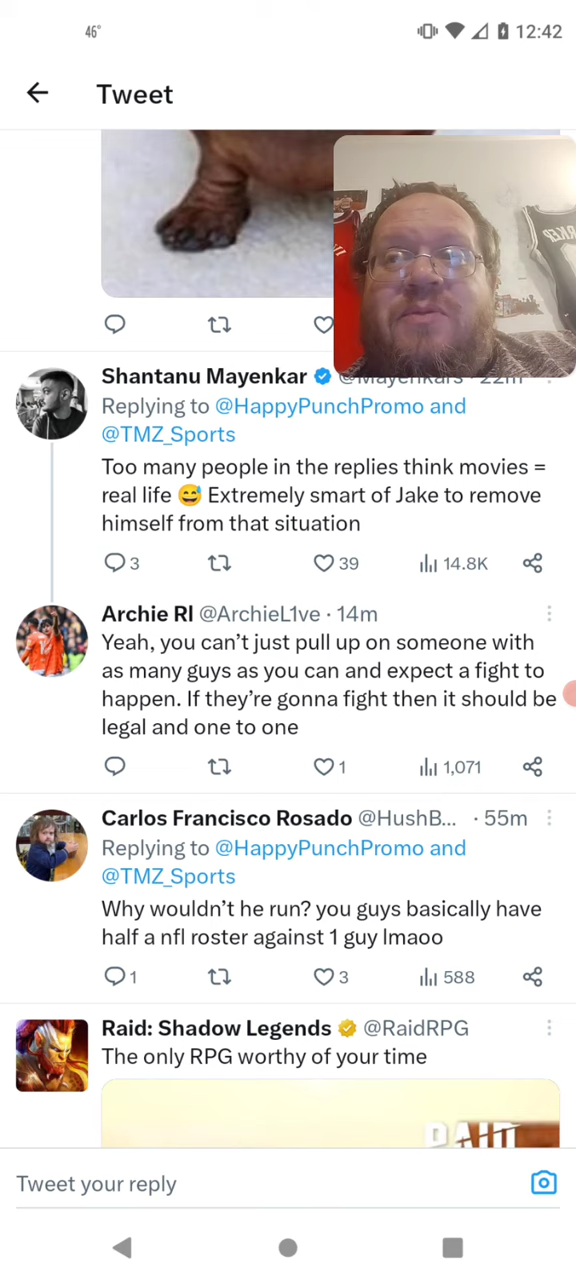 46°
12:42
Tweet
Shantanu Mayenkar @Mayenkars · 22m
Replying to @HappyPunchPromo and
@TMZ_Sports
Too many people in the replies think movies =
real life 😅 Extremely smart of Jake to remove
himself from that situation
3 39 14.8K
Archie Rl @ArchieL1ve · 14m
Yeah, you can’t just pull up on someone with
as many guys as you can and expect a fight to
happen. If they’re gonna fight then it should be
legal and one to one
1 1,071
Carlos Francisco Rosado @HushB... · 55m
Replying to @HappyPunchPromo and
@TMZ_Sports
Why wouldn’t he run? you guys basically have
half a nfl roster against 1 guy lmaoo
1 3 588
Raid: Shadow Legends @RaidRPG
The only RPG worthy of your time
RAID
Tweet your reply